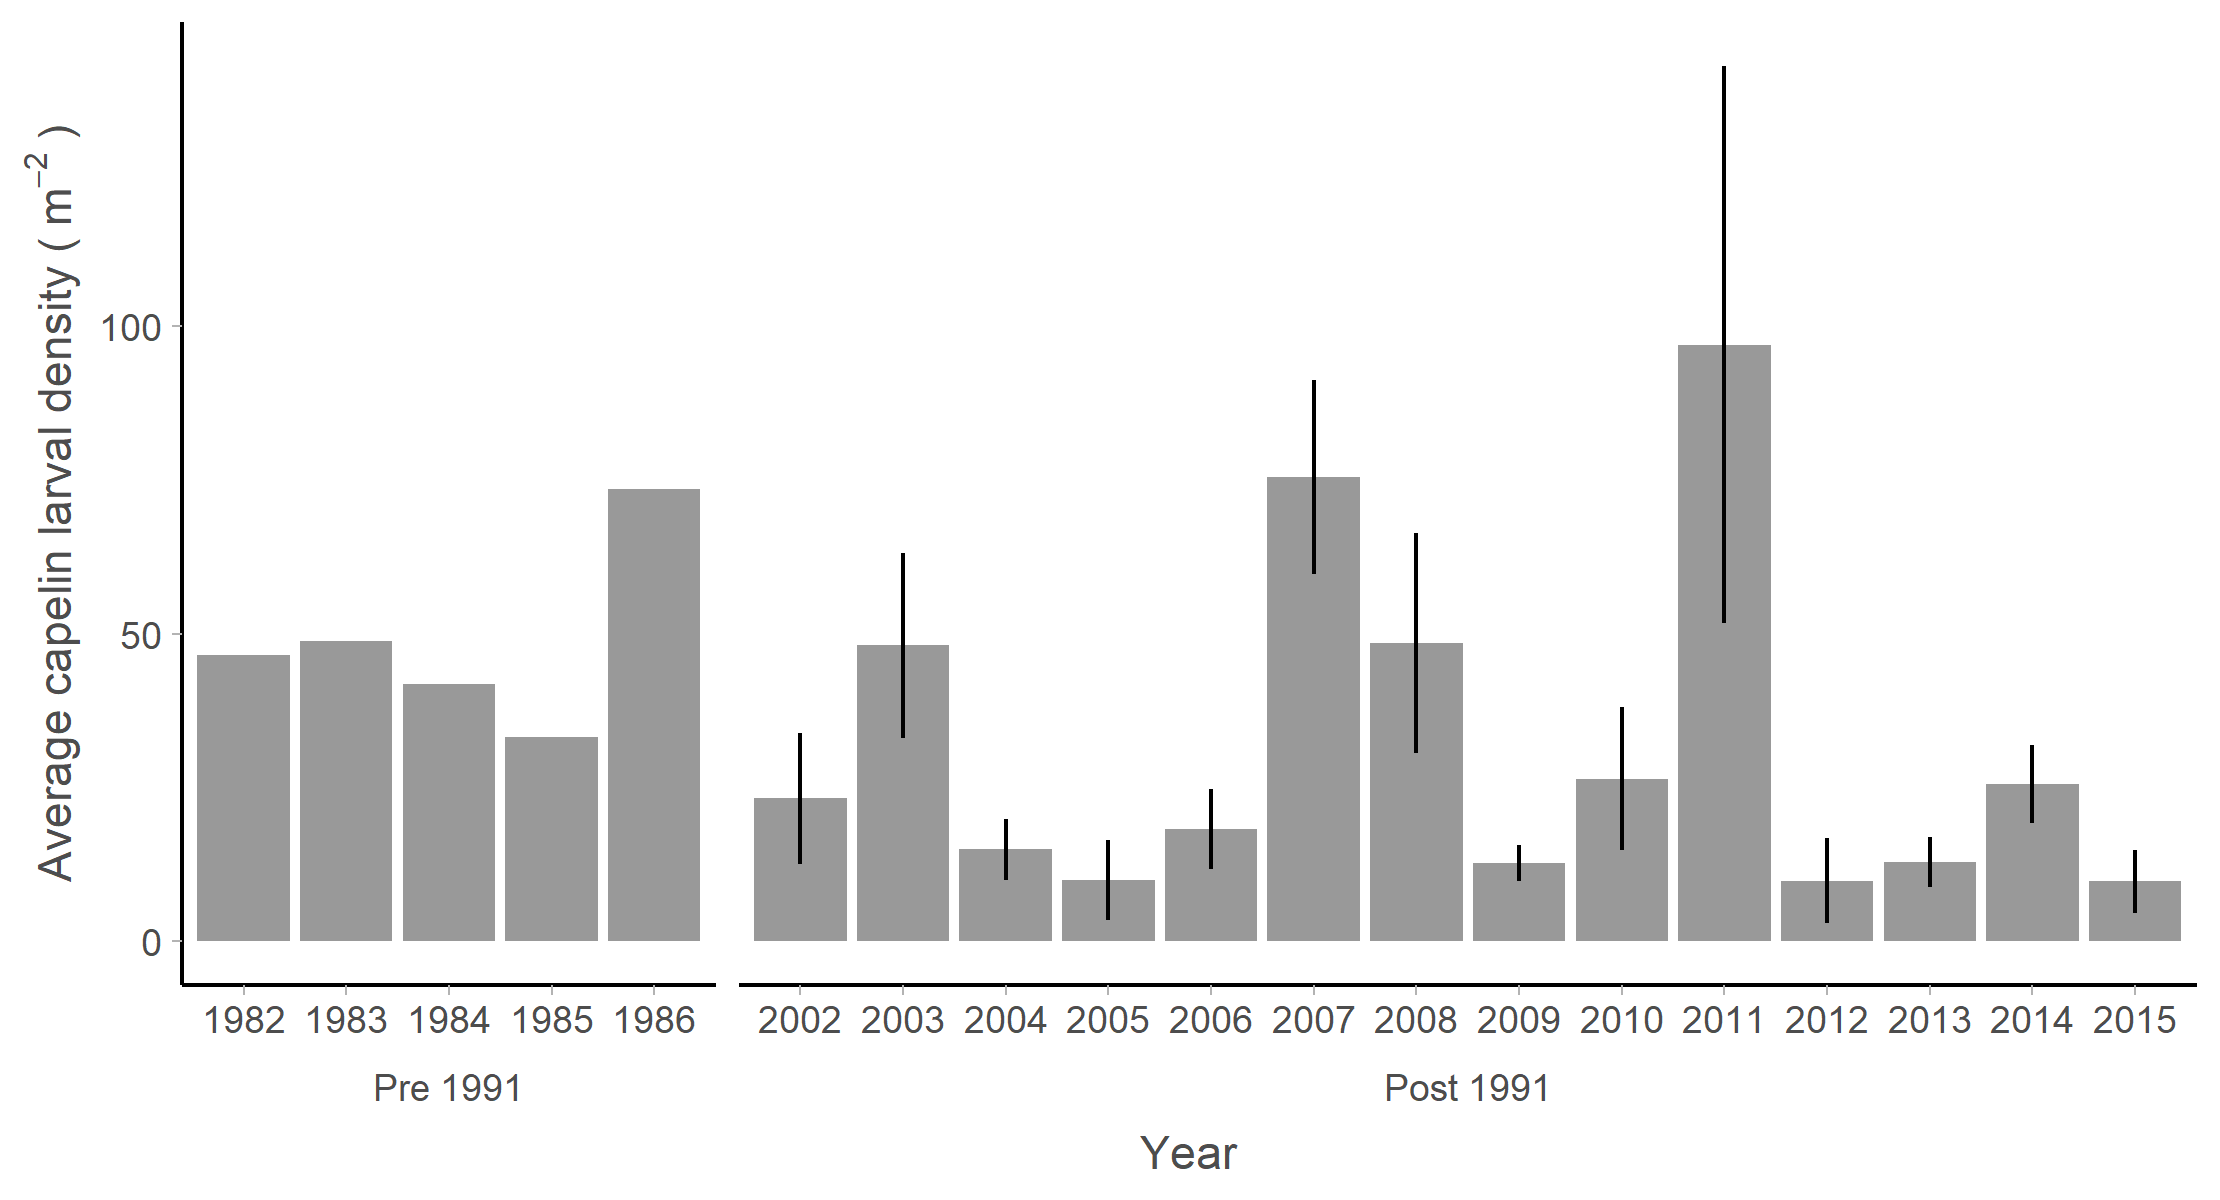 Average capelin larval density ( m⁻² )
100
50
0
1982 1983 1984 1985 1986 2002 2003 2004 2005 2006 2007 2008 2009 2010 2011 2012 2013 2014 2015
Pre 1991 Post 1991
Year